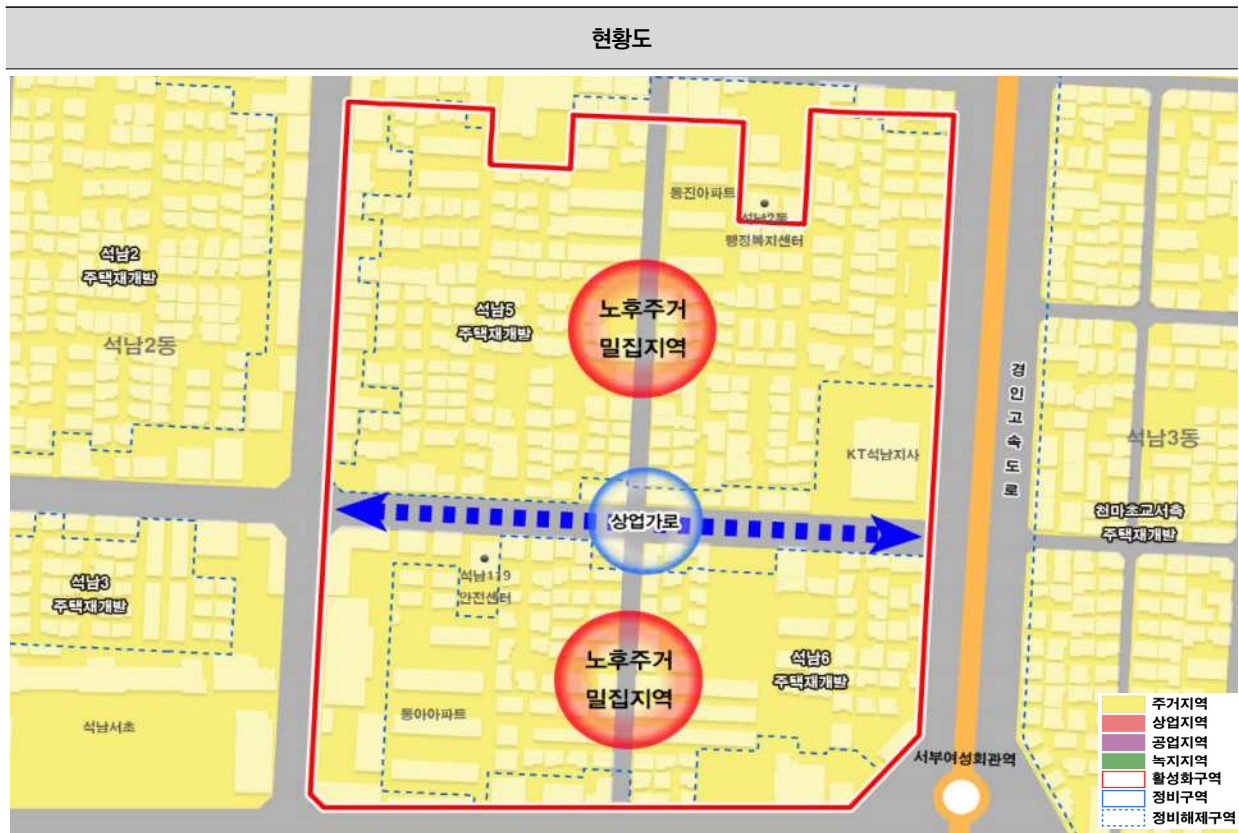 현황도
동진아파트
석남2동
행정복지센터
석남2
주택재개발
석남2동
석남5
주택재개발
노후주거
밀집지역
경인고속도로
석남3동
KT석남지사
상업가로
천마초교서측
주택재개발
석남119
안전센터
석남3
주택재개발
노후주거
밀집지역
석남6
주택재개발
동아아파트
석남서초
서부여성회관역
주거지역
상업지역
공업지역
녹지지역
활성화구역
정비구역
정비해제구역